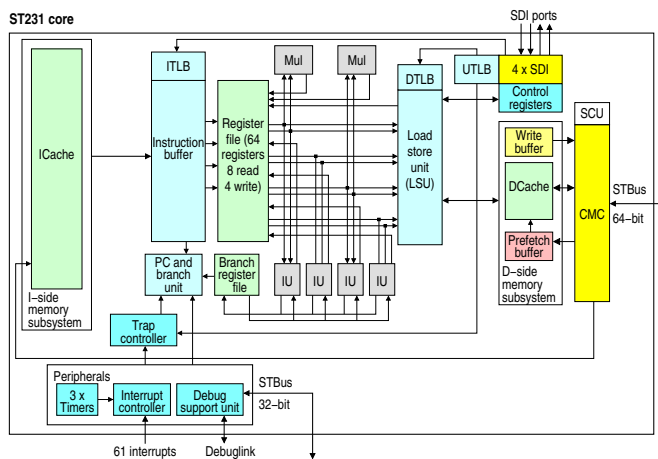 ST231 core
SDI ports
ITLB
Mul
Mul
DTLB
UTLB
4 x SDI
Control
registers
SCU
ICache
Instruction
buffer
Register
file (64
registers
8 read
4 write)
Load
store
unit
(LSU)
Write
buffer
DCache
Prefetch
buffer
D−side
memory
subsystem
CMC
STBus
64−bit
PC and
branch
unit
Branch
register
file
IU
IU
IU
IU
I−side
memory
subsystem
Trap
controller
Peripherals
3 x
Timers
Interrupt
controller
Debug
support unit
STBus
32−bit
61 interrupts
Debuglink